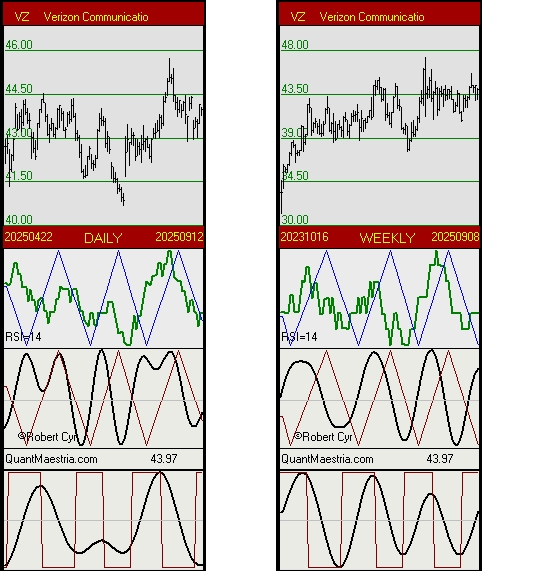 VZ Verizon Communicatio
46.00
44.50
43.00
41.50
40.00
20250422 DAILY 20250912
RSI=14
©Robert Cyr
QuantMaestria.com 43.97
VZ Verizon Communicatio
48.00
43.50
39.00
34.50
30.00
20231016 WEEKLY 20250908
RSI=14
©Robert Cyr
QuantMaestria.com 43.97